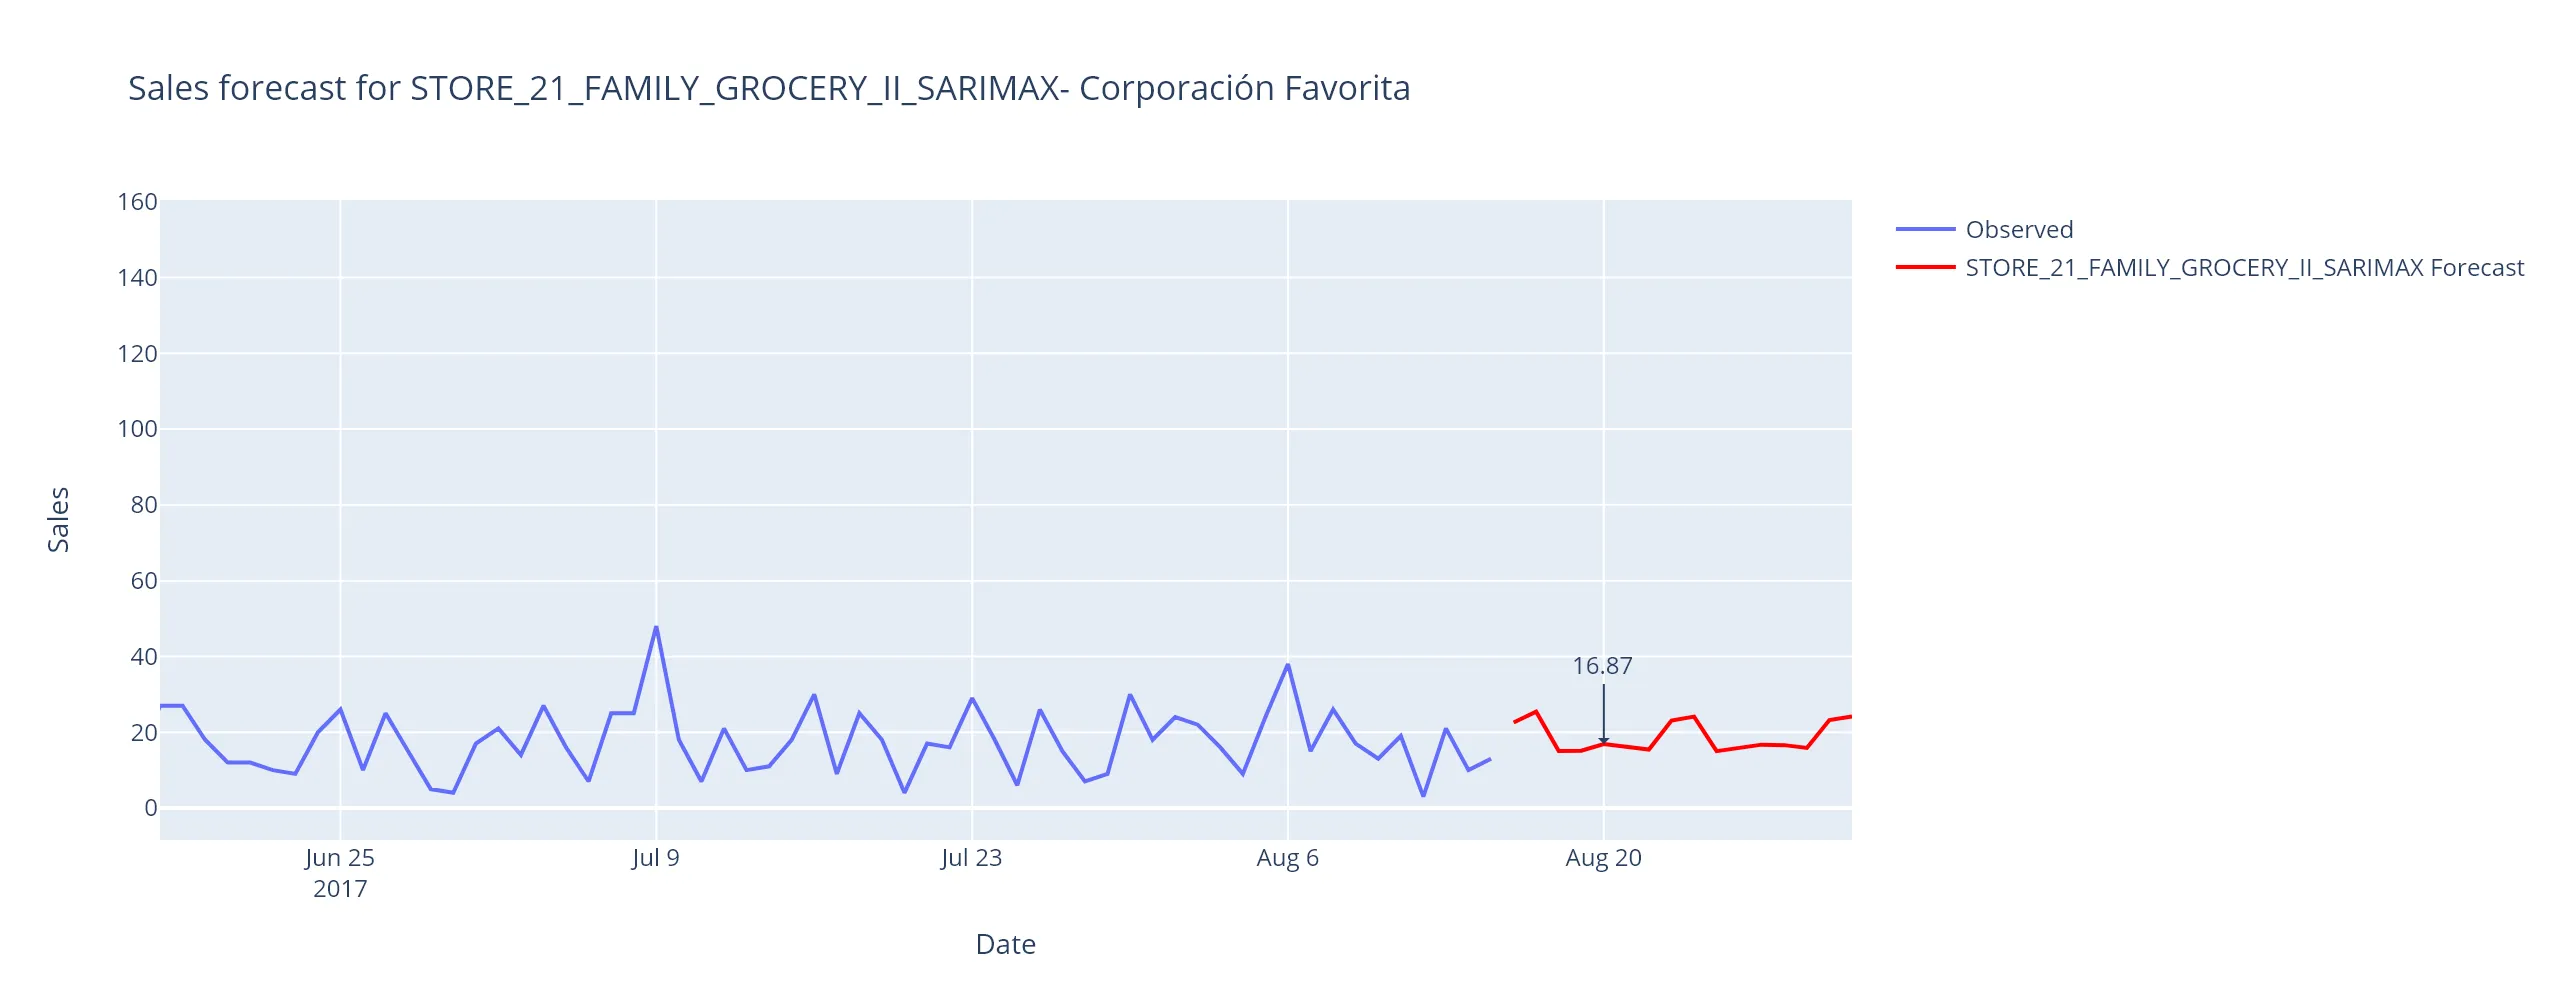 Sales forecast for STORE_21_FAMILY_GROCERY_II_SARIMAX- Corporación Favorita
Observed
STORE_21_FAMILY_GROCERY_II_SARIMAX Forecast
160
140
120
100
80
60
40
20
0
Sales
16.87
Jun 25
2017
Jul 9
Jul 23
Aug 6
Aug 20
Date